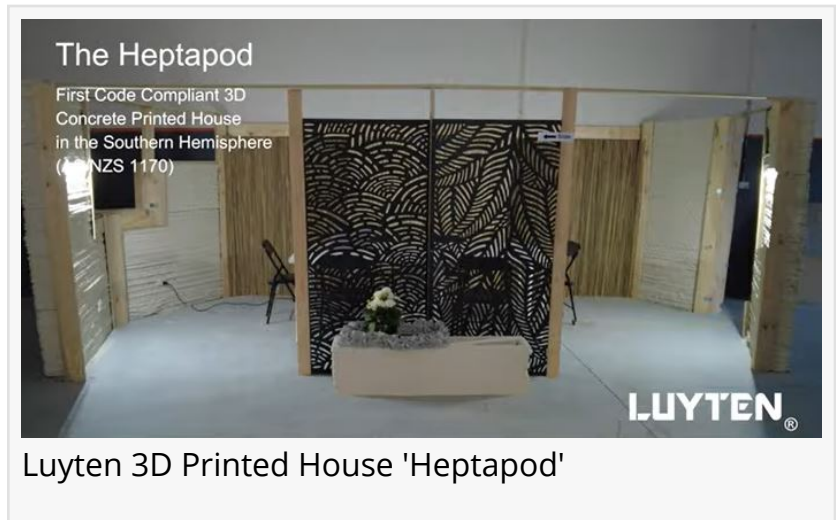 The Heptapod
First Code Compliant 3D
Concrete Printed House
in the Southern Hemisphere
NZS 1170)
LUYTEN
®
Luyten 3D Printed House 'Heptapod'